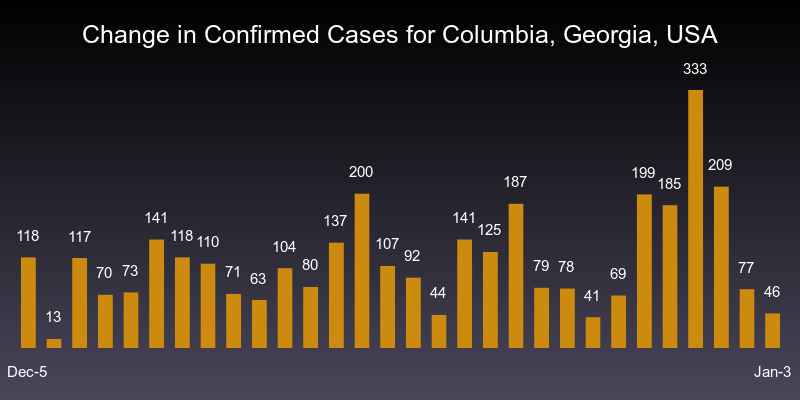 Change in Confirmed Cases for Columbia, Georgia, USA
118 13 117 70 73 141 118 110 71 63 104 80 137 200 107 92 44 141 125 187 79 78 41 69 199 185 333 209 77 46
Dec-5 Jan-3